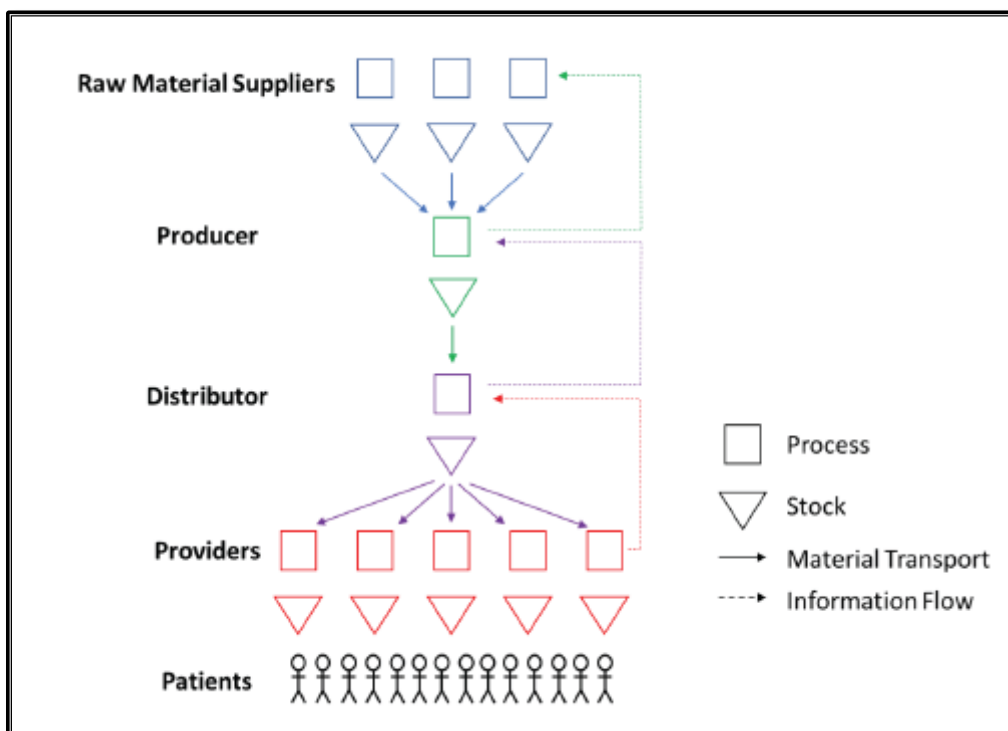 Raw Material Suppliers
Producer
Distributor
Process
Stock
Providers
Material Transport
Information Flow
Patients